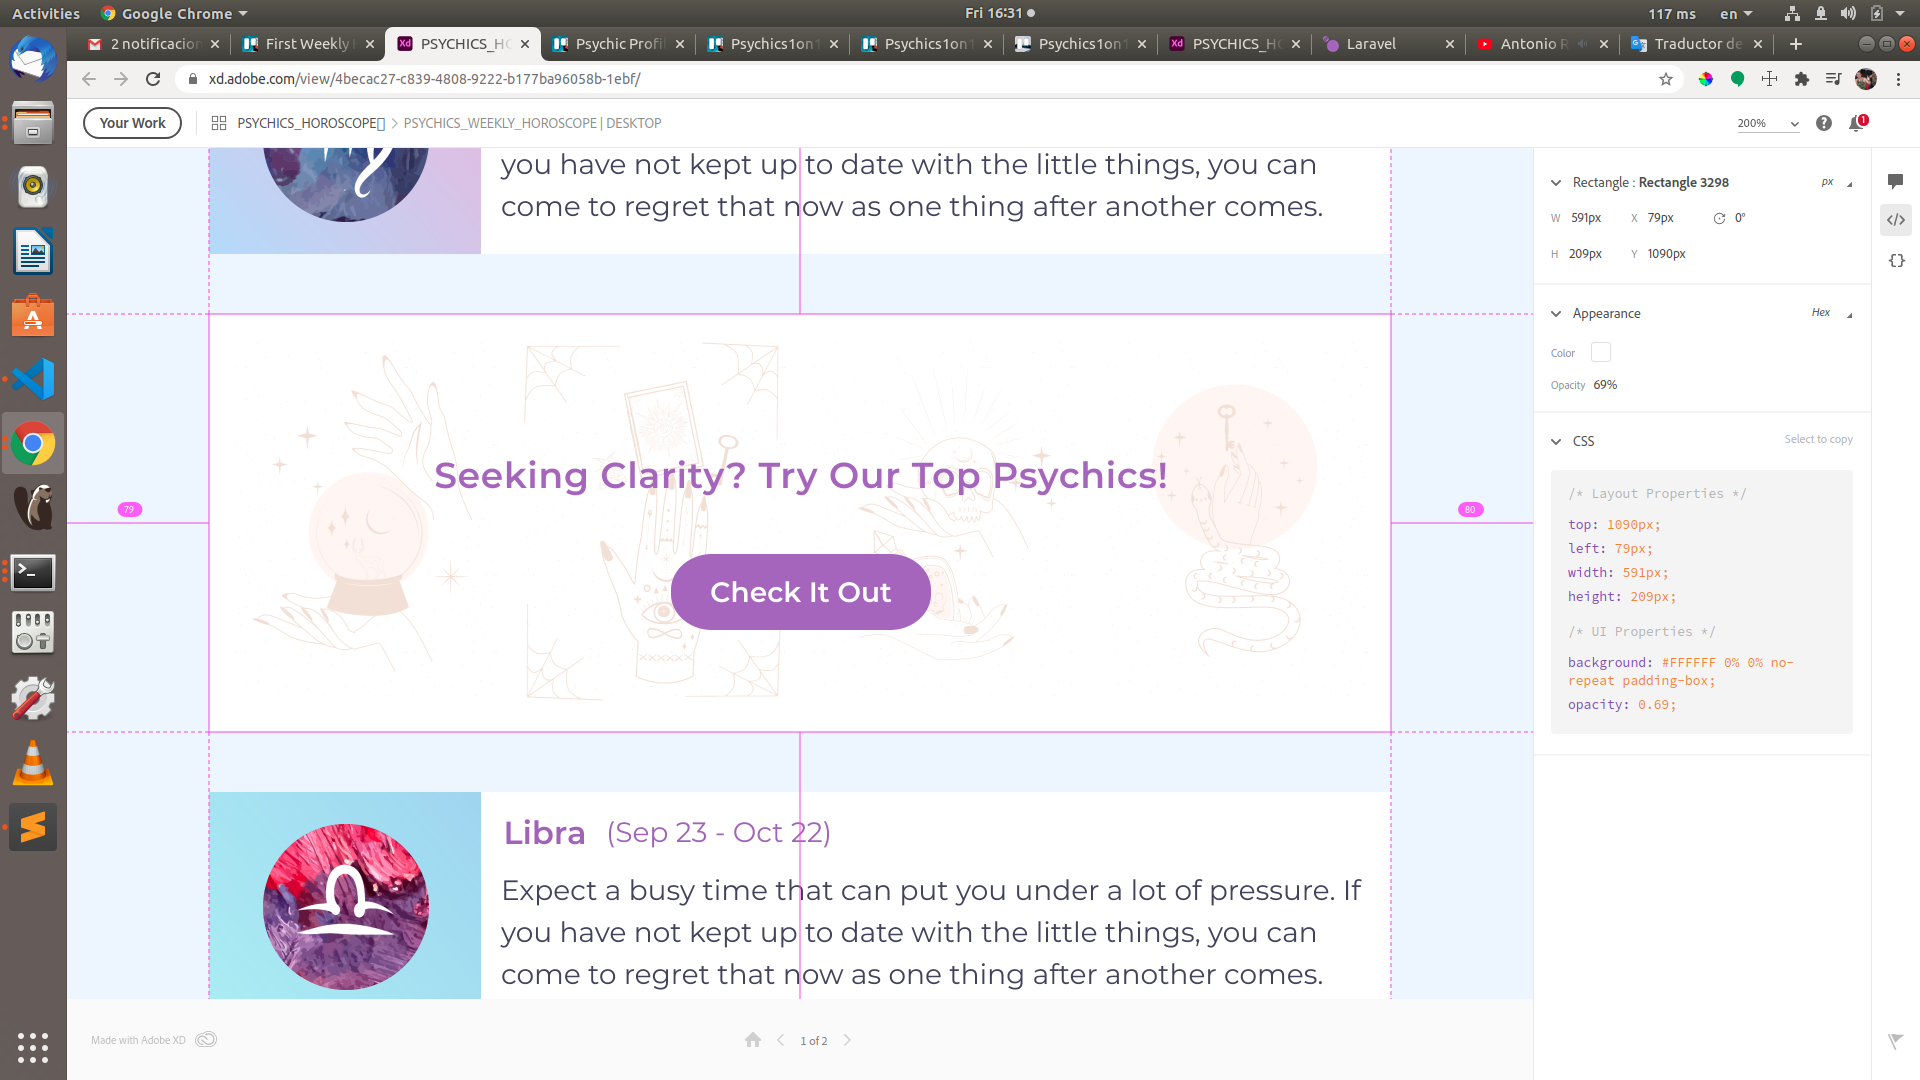 Activities
Google Chrome
Fri 16:31
117 ms
en
2 notificacion
First Weekly
PSYCHICS_HO
Psychic Profil
Psychics1on1
Psychics1on1
Psychics1on1
PSYCHICS_HO
Laravel
Antonio R
Traductor de
xd.adobe.com/view/4becac27-c839-4808-9222-b177ba96058b-1ebf/
Your Work
PSYCHICS_HOROSCOPE
PSYCHICS_WEEKLY_HOROSCOPE | DESKTOP
200%
1
you have not kept up to date with the little things, you can
come to regret that now as one thing after another comes.
Seeking Clarity? Try Our Top Psychics!
79
80
Check It Out
Libra (Sep 23 - Oct 22)
Expect a busy time that can put you under a lot of pressure. If
you have not kept up to date with the little things, you can
come to regret that now as one thing after another comes.
Made with Adobe XD
1 of 2
Rectangle : Rectangle 3298
px
W 591px X 79px 0°
H 209px Y 1090px
Appearance
Hex
Color
Opacity 69%
CSS
Select to copy
/* Layout Properties */
top: 1090px;
left: 79px;
width: 591px;
height: 209px;
/* UI Properties */
background: #FFFFFF 0% 0% no-
repeat padding-box;
opacity: 0.69;